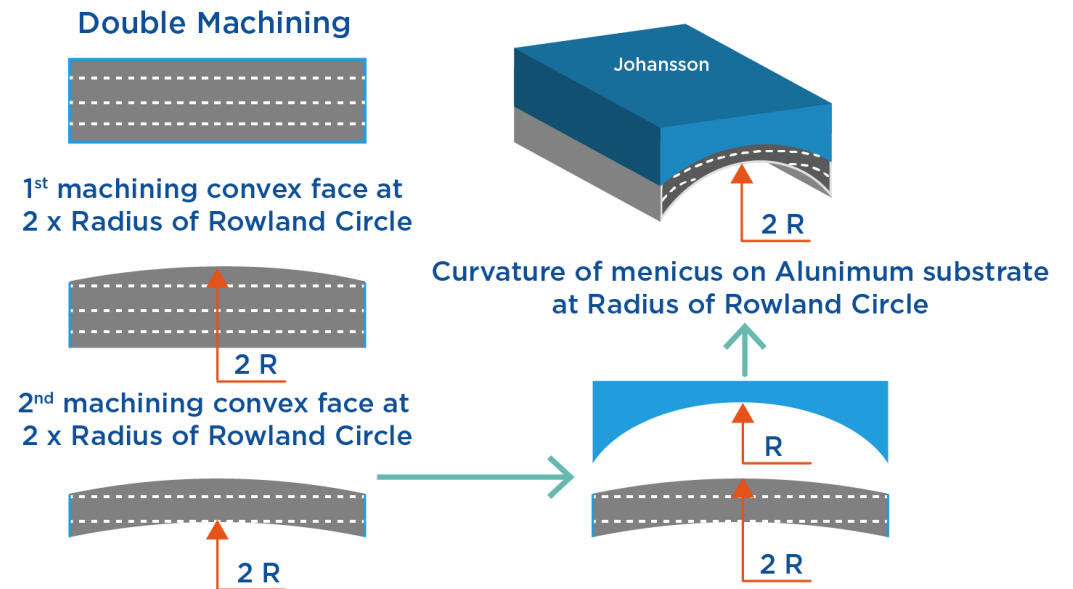 Double Machining
1st machining convex face at
2 x Radius of Rowland Circle
2 R
2nd machining convex face at
2 x Radius of Rowland Circle
2 R
R
2 R
Johansson
2 R
Curvature of menicus on Alunimum substrate
at Radius of Rowland Circle